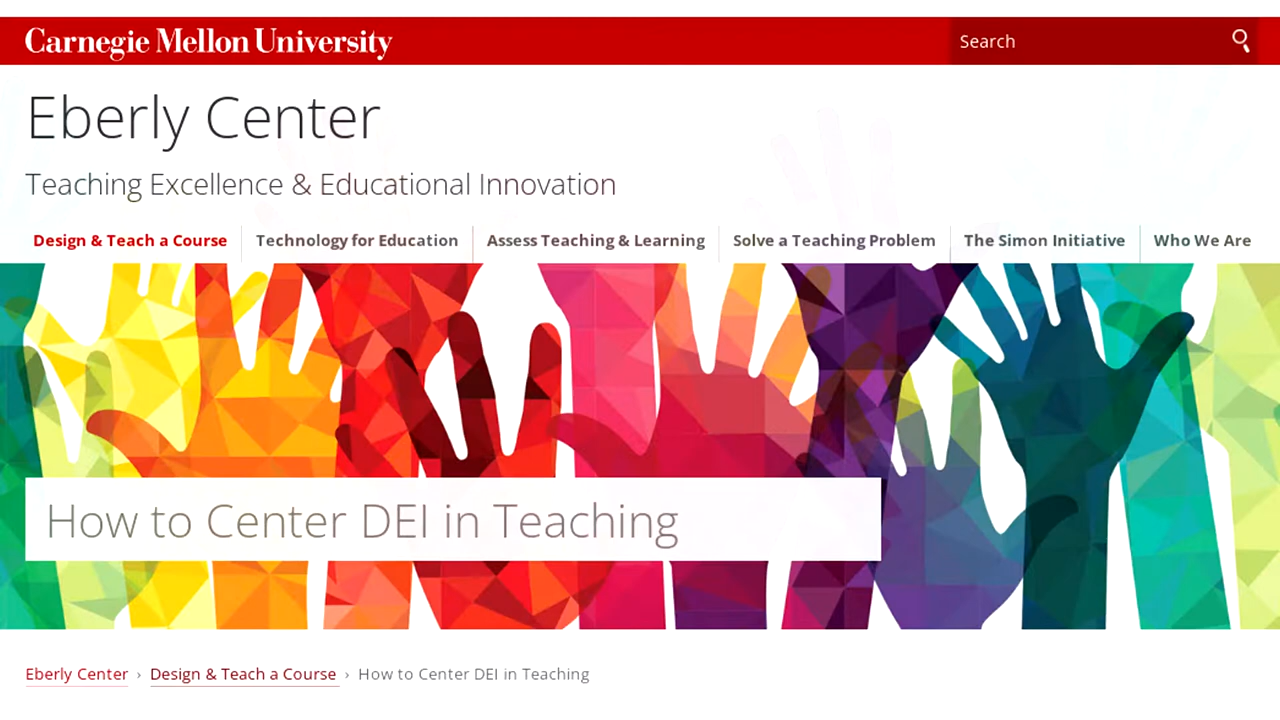 Carnegie Mellon University
Search
Eberly Center
Teaching Excellence & Educational Innovation
Design & Teach a Course
Technology for Education
Assess Teaching & Learning
Solve a Teaching Problem
The Simon Initiative
Who We Are
How to Center DEI in Teaching
Eberly Center › Design & Teach a Course › How to Center DEI in Teaching